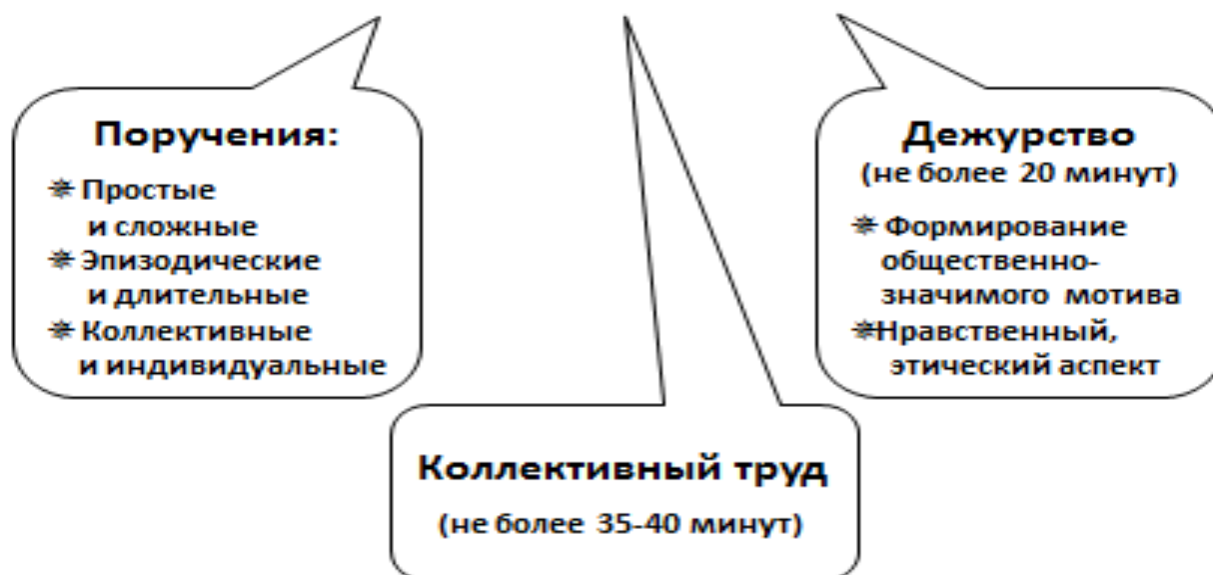 Поручения:
✵ Простые
и сложные
✵ Эпизодические
и длительные
✵ Коллективные
и индивидуальные
Дежурство
(не более 20 минут)
✵ Формирование
общественно-
значимого мотива
✵Нравственный,
этический аспект
Коллективный труд
(не более 35-40 минут)